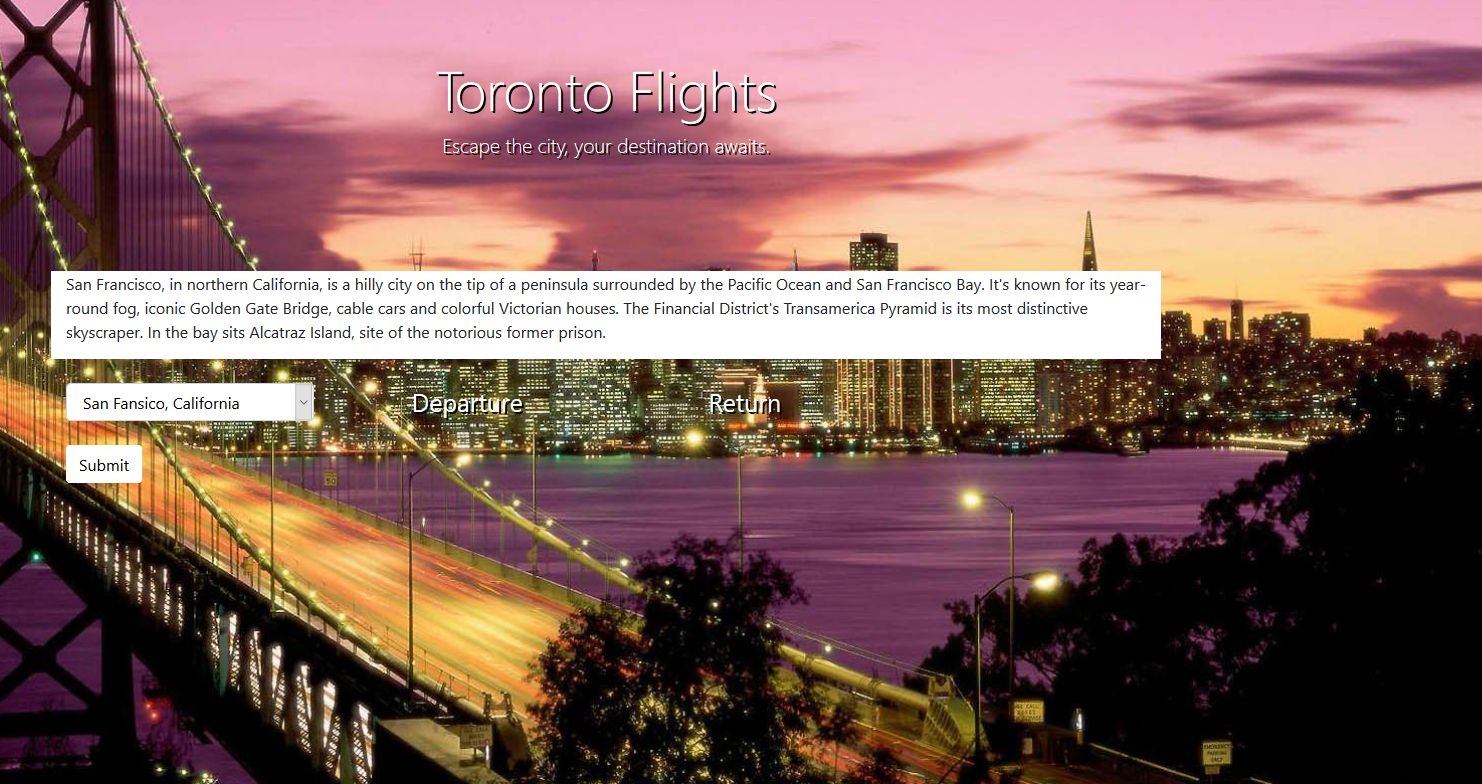 Toronto Flights
Escape the city, your destination awaits.
San Francisco, in northern California, is a hilly city on the tip of a peninsula surrounded by the Pacific Ocean and San Francisco Bay. It's known for its year-
round fog, iconic Golden Gate Bridge, cable cars and colorful Victorian houses. The Financial District's Transamerica Pyramid is its most distinctive
skyscraper. In the bay sits Alcatraz Island, site of the notorious former prison.
San Fansico, California
Departure
Return
Submit
EMERGENCY
PARKING
ONLY